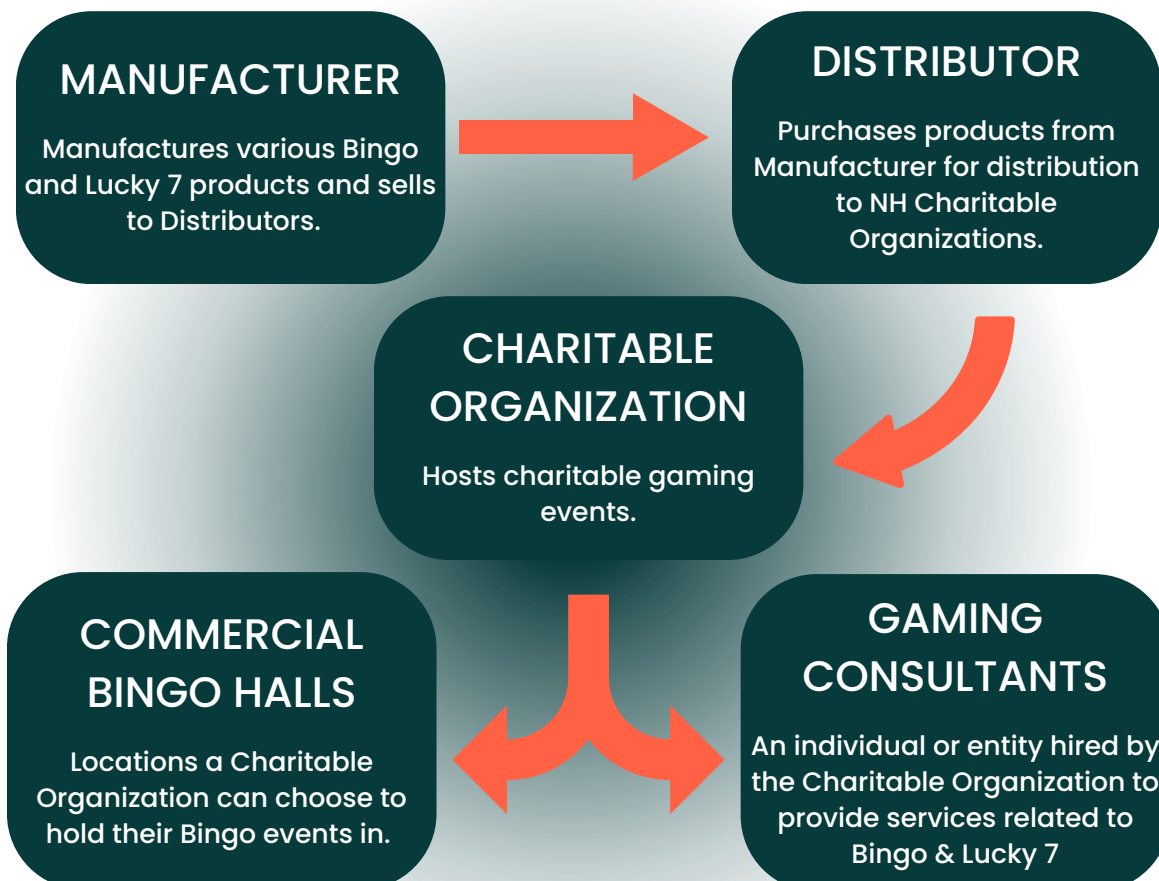 MANUFACTURER
Manufactures various Bingo
and Lucky 7 products and sells
to Distributors.
DISTRIBUTOR
Purchases products from
Manufacturer for distribution
to NH Charitable
Organizations.
CHARITABLE
ORGANIZATION
Hosts charitable gaming
events.
COMMERCIAL
BINGO HALLS
Locations a Charitable
Organization can choose to
hold their Bingo events in.
GAMING
CONSULTANTS
An individual or entity hired by
the Charitable Organization to
provide services related to
Bingo & Lucky 7